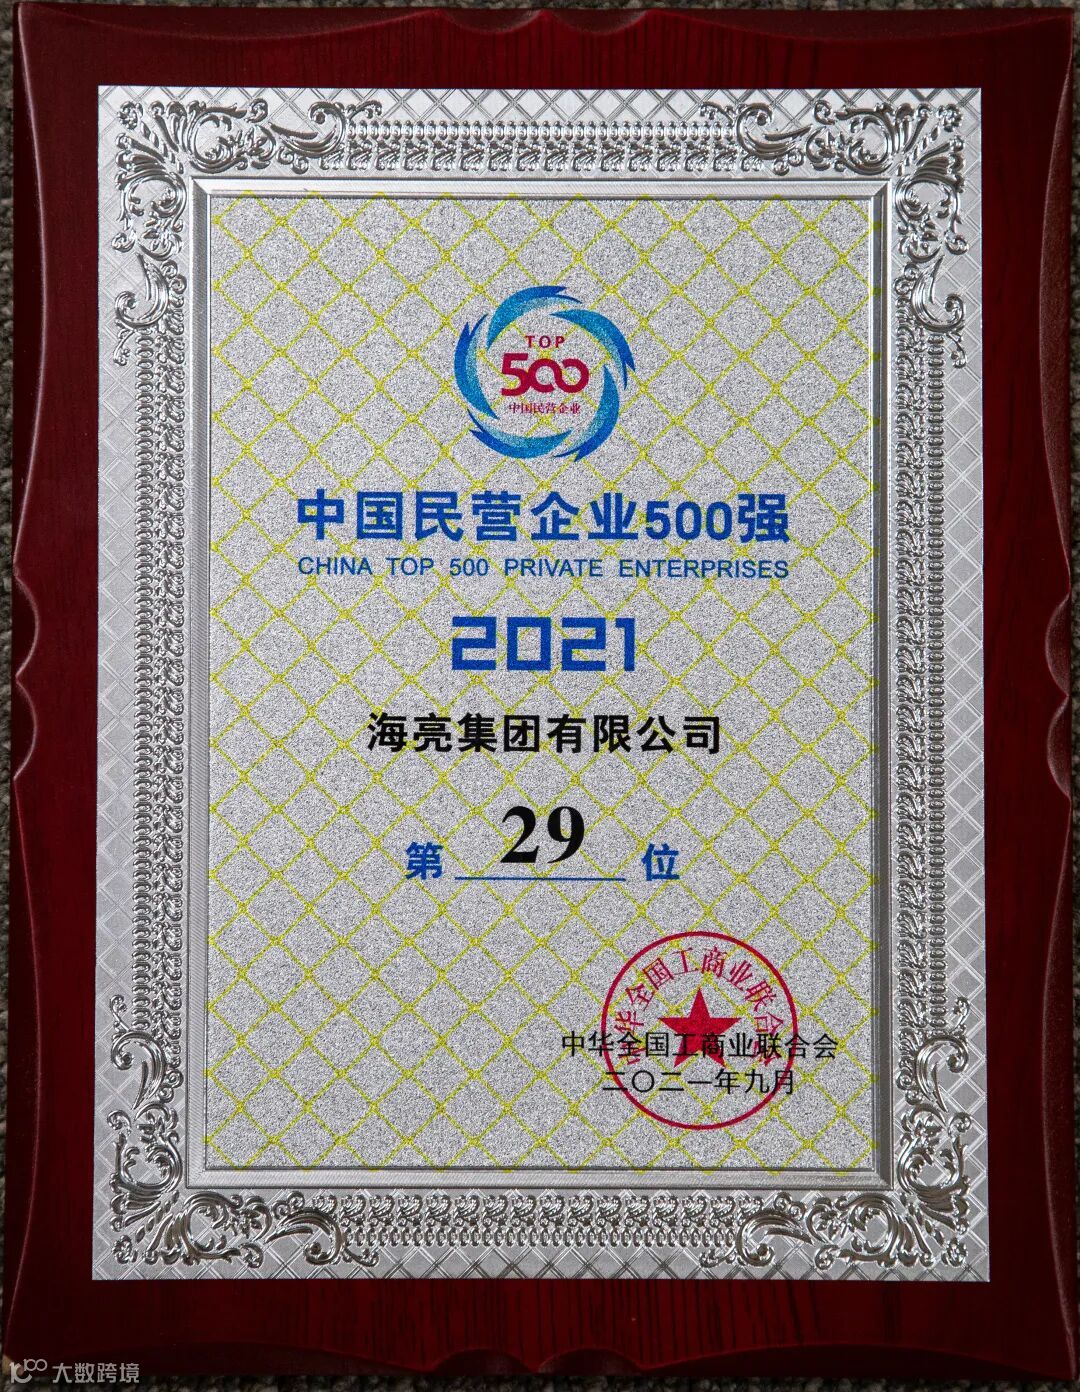 TOP
500
中国民营企业
中国民营企业500强
CHINA TOP 500 PRIVATE ENTERPRISES
2021
海亮集团有限公司
第 29 位
中华全国工商业联合会
中华全国工商业联合会
二〇二一年九月
大数跨境